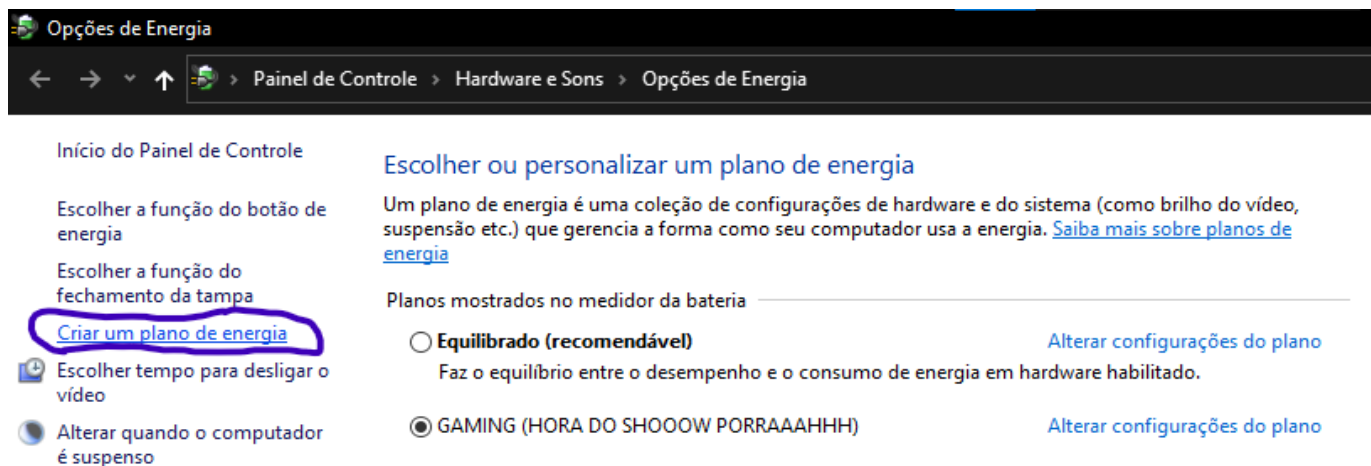 Opções de Energia
Painel de Controle > Hardware e Sons > Opções de Energia
Início do Painel de Controle
Escolher a função do botão de
energia
Escolher a função do
fechamento da tampa
Criar um plano de energia
Escolher tempo para desligar o
vídeo
Alterar quando o computador
é suspenso
Escolher ou personalizar um plano de energia
Um plano de energia é uma coleção de configurações de hardware e do sistema (como brilho do vídeo,
suspensão etc.) que gerencia a forma como seu computador usa a energia. Saiba mais sobre planos de
energia
Planos mostrados no medidor da bateria
Equilibrado (recomendável) Alterar configurações do plano
Faz o equilíbrio entre o desempenho e o consumo de energia em hardware habilitado.
GAMING (HORA DO SHOOOW PORRAAAHHH) Alterar configurações do plano